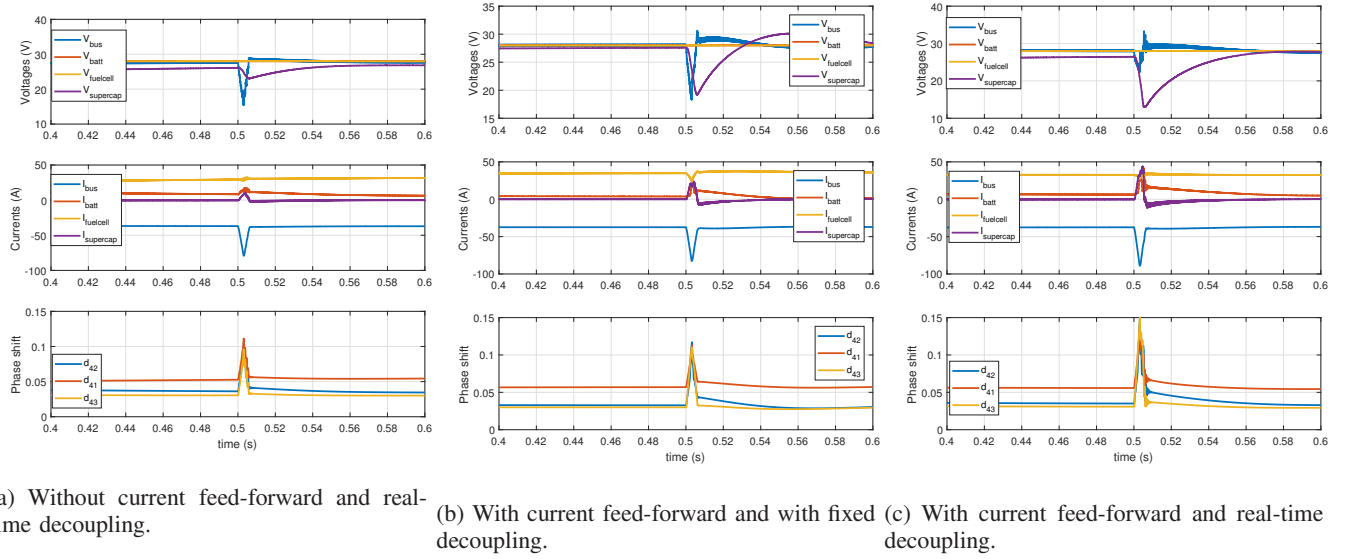 40
30
20
10
Voltages (V)
V_bus
V_batt
V_fuelcell
V_supercap
0.4 0.42 0.44 0.46 0.48 0.5 0.52 0.54 0.56 0.58 0.6
50
0
-50
-100
Currents (A)
I_bus
I_batt
I_fuelcell
I_supercap
0.4 0.42 0.44 0.46 0.48 0.5 0.52 0.54 0.56 0.58 0.6
0.15
0.1
0.05
0
Phase shift
d_42
d_41
d_43
0.4 0.42 0.44 0.46 0.48 0.5 0.52 0.54 0.56 0.58 0.6
time (s)
a) Without current feed-forward and real-
ime decoupling.
35
30
25
20
15
Voltages (V)
V_bus
V_batt
V_fuelcell
V_supercap
0.4 0.42 0.44 0.46 0.48 0.5 0.52 0.54 0.56 0.58 0.6
50
0
-50
-100
Currents (A)
I_bus
I_batt
I_fuelcell
I_supercap
0.4 0.42 0.44 0.46 0.48 0.5 0.52 0.54 0.56 0.58 0.6
0.15
0.1
0.05
0
Phase shift
d_42
d_41
d_43
0.4 0.42 0.44 0.46 0.48 0.5 0.52 0.54 0.56 0.58 0.6
time (s)
(b) With current feed-forward and with fixed
decoupling.
40
30
20
10
Voltages (V)
V_bus
V_batt
V_fuelcell
V_supercap
0.4 0.42 0.44 0.46 0.48 0.5 0.52 0.54 0.56 0.58 0.6
50
0
-50
-100
Currents (A)
I_bus
I_batt
I_fuelcell
I_supercap
0.4 0.42 0.44 0.46 0.48 0.5 0.52 0.54 0.56 0.58 0.6
0.15
0.1
0.05
0
Phase shift
d_42
d_41
d_43
0.4 0.42 0.44 0.46 0.48 0.5 0.52 0.54 0.56 0.58 0.6
time (s)
(c) With current feed-forward and real-time
decoupling.